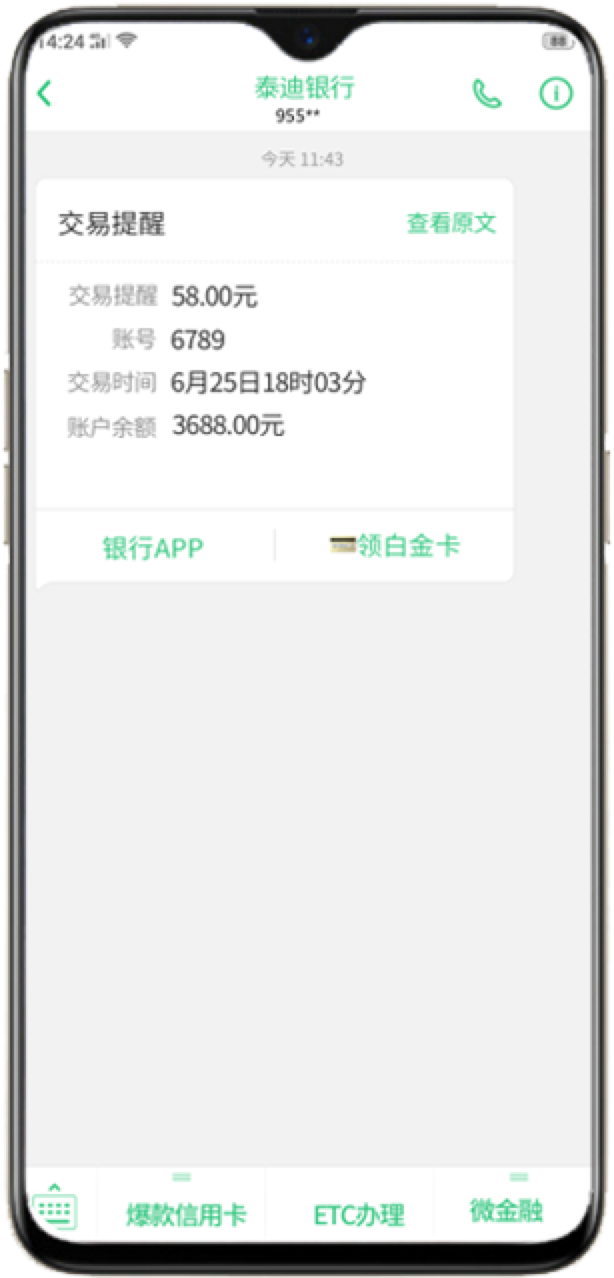 14:24
88
泰迪银行
955**
今天 11:43
交易提醒 查看原文
交易提醒 58.00元
账号 6789
交易时间 6月25日18时03分
账户余额 3688.00元
银行APP 领白金卡
爆款信用卡 ETC办理 微金融